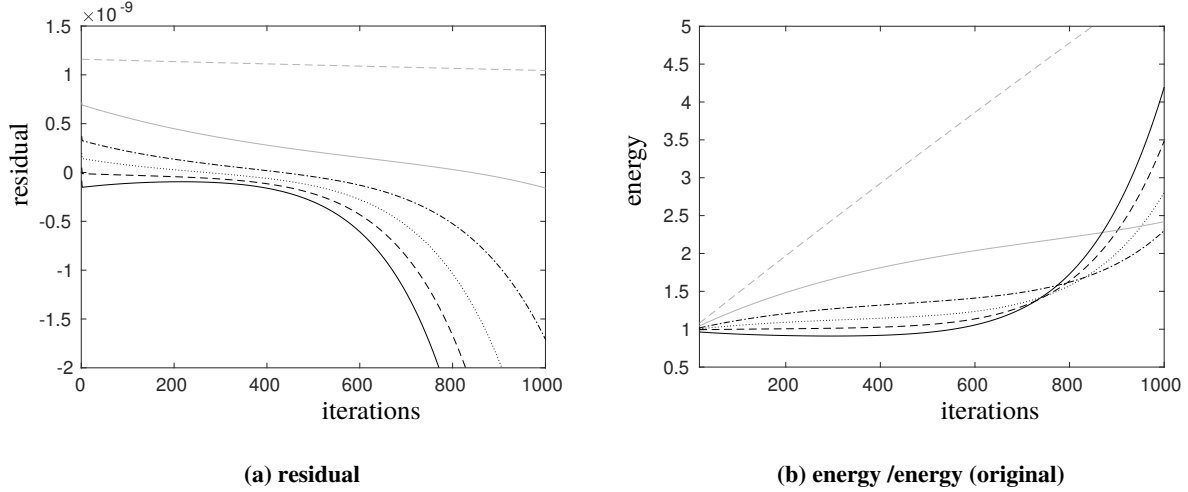 ×10⁻⁹
1.5
1
0.5
0
-0.5
-1
-1.5
-2
residual
0 200 400 600 800 1000
iterations
(a) residual
5
4.5
4
3.5
3
2.5
2
1.5
1
0.5
energy
200 400 600 800 1000
iterations
(b) energy /energy (original)